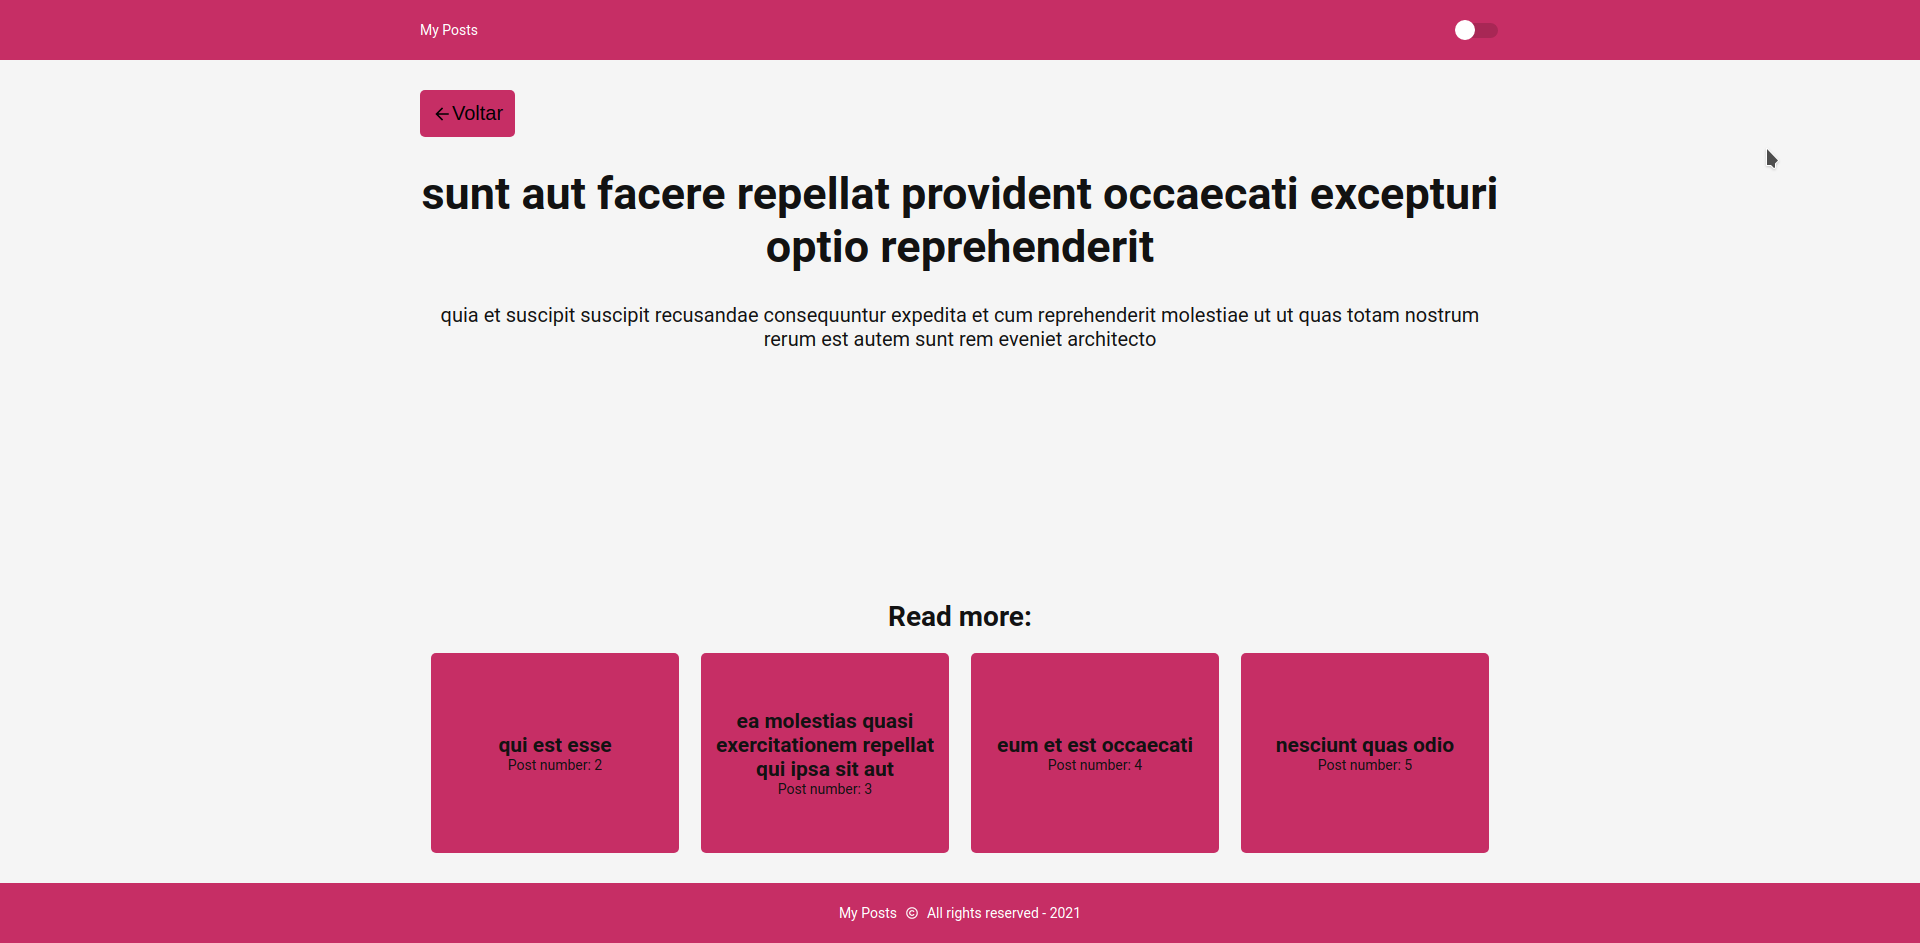 My Posts
Voltar
sunt aut facere repellat provident occaecati excepturi
optio reprehenderit
quia et suscipit suscipit recusandae consequuntur expedita et cum reprehenderit molestiae ut ut quas totam nostrum
rerum est autem sunt rem eveniet architecto
Read more:
qui est esse
Post number: 2
ea molestias quasi
exercitationem repellat
qui ipsa sit aut
Post number: 3
eum et est occaecati
Post number: 4
nesciunt quas odio
Post number: 5
My Posts © All rights reserved - 2021